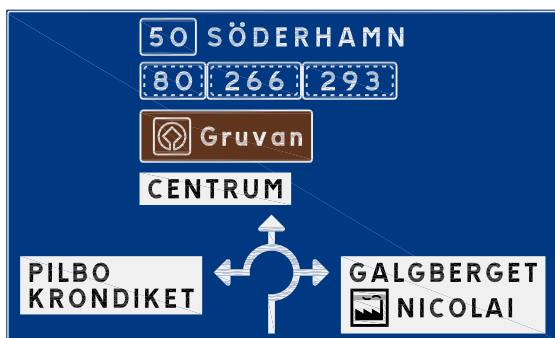 50 SÖDERHAMN
80 266 293
Gruvan
CENTRUM
PILBO
KRONDIKET
GALGBERGET
NICOLAI